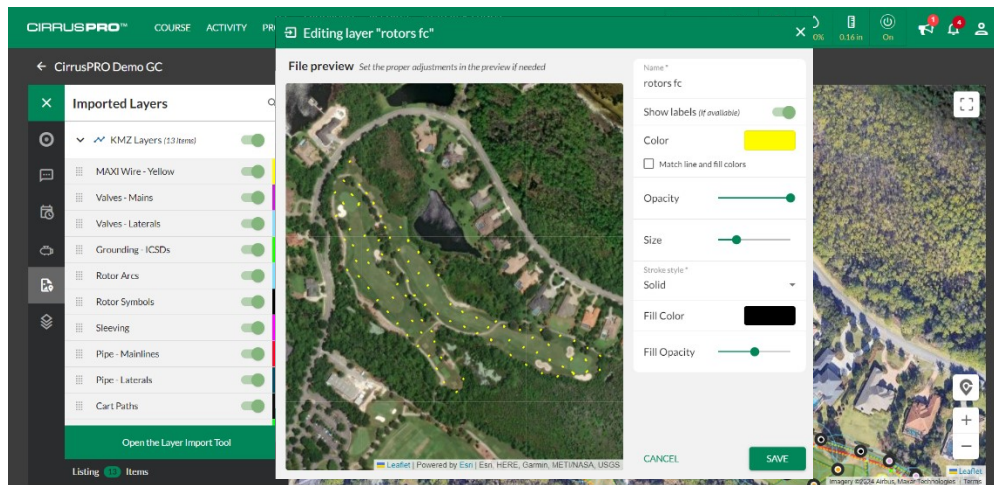 CIRRUSPRO™ COURSE ACTIVITY PR
0% 0.16 in On 4
← CirrusPRO Demo GC
Imported Layers
KMZ Layers (13 Items)
MAXI Wire - Yellow
Valves - Mains
Valves - Laterals
Grounding - ICSDs
Rotor Arcs
Rotor Symbols
Sleeving
Pipe - Mainlines
Pipe - Laterals
Cart Paths
Open the Layer Import Tool
Listing 13 Items
Editing layer "rotors fc"
File preview Set the proper adjustments in the preview if needed
Leaflet | Powered by Esri | Esri, HERE, Garmin, METI/NASA, USGS
Name *
rotors fc
Show labels (if available)
Color
Match line and fill colors
Opacity
Size
Stroke style *
Solid
Fill Color
Fill Opacity
CANCEL SAVE
+
−
Leaflet
Imagery ©2024 Airbus, Maxar Technologies Terms